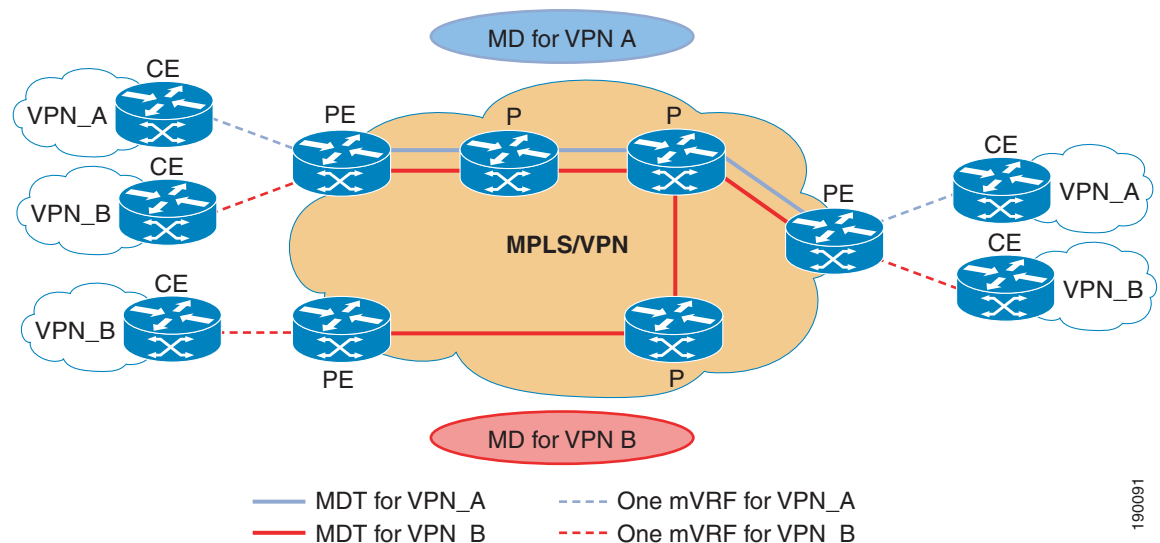 MD for VPN A
CE
VPN_A
PE
P
P
CE
VPN_B
CE
VPN_A
PE
MPLS/VPN
CE
VPN_B
CE
VPN_B
PE
P
MD for VPN B
MDT for VPN_A
One mVRF for VPN_A
MDT for VPN_B
One mVRF for VPN_B
190091